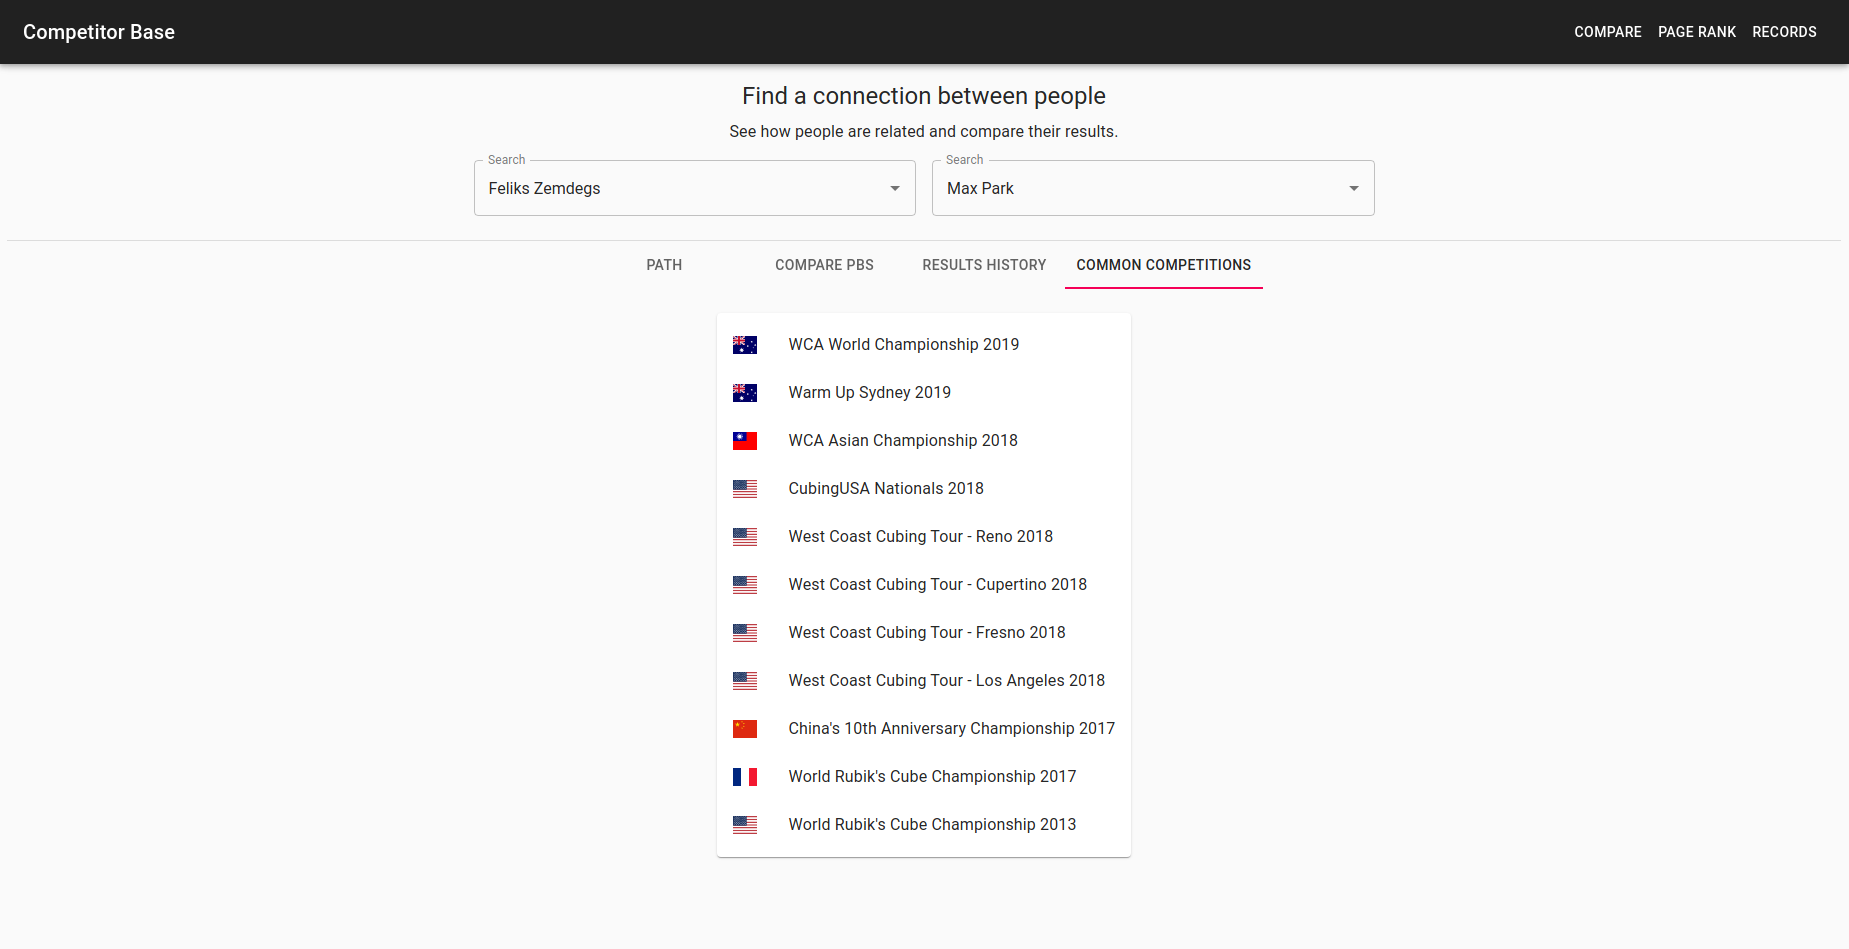 Competitor Base
COMPARE PAGE RANK RECORDS
Find a connection between people
See how people are related and compare their results.
Search
Feliks Zemdegs
Search
Max Park
PATH COMPARE PBS RESULTS HISTORY COMMON COMPETITIONS
WCA World Championship 2019
Warm Up Sydney 2019
WCA Asian Championship 2018
CubingUSA Nationals 2018
West Coast Cubing Tour - Reno 2018
West Coast Cubing Tour - Cupertino 2018
West Coast Cubing Tour - Fresno 2018
West Coast Cubing Tour - Los Angeles 2018
China's 10th Anniversary Championship 2017
World Rubik's Cube Championship 2017
World Rubik's Cube Championship 2013